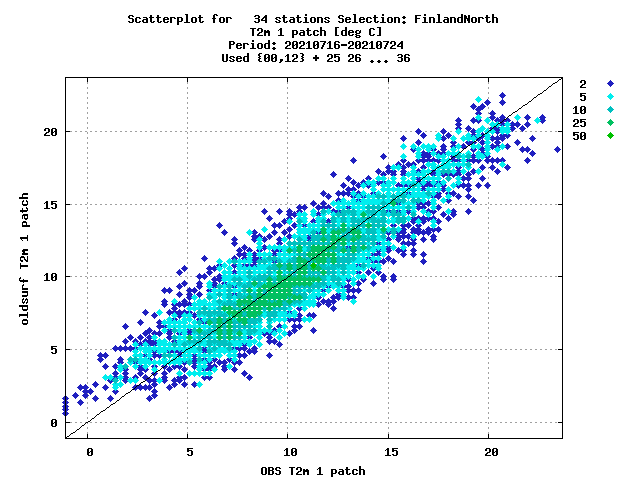 Scatterplot for   34 stations Selection: FinlandNorth
T2m 1 patch [deg C]
Period: 20210716-20210724
Used {00,12} + 25 26 ... 36
2
5
10
25
50
20
15
10
5
0
oldsurf T2m 1 patch
0 5 10 15 20
OBS T2m 1 patch